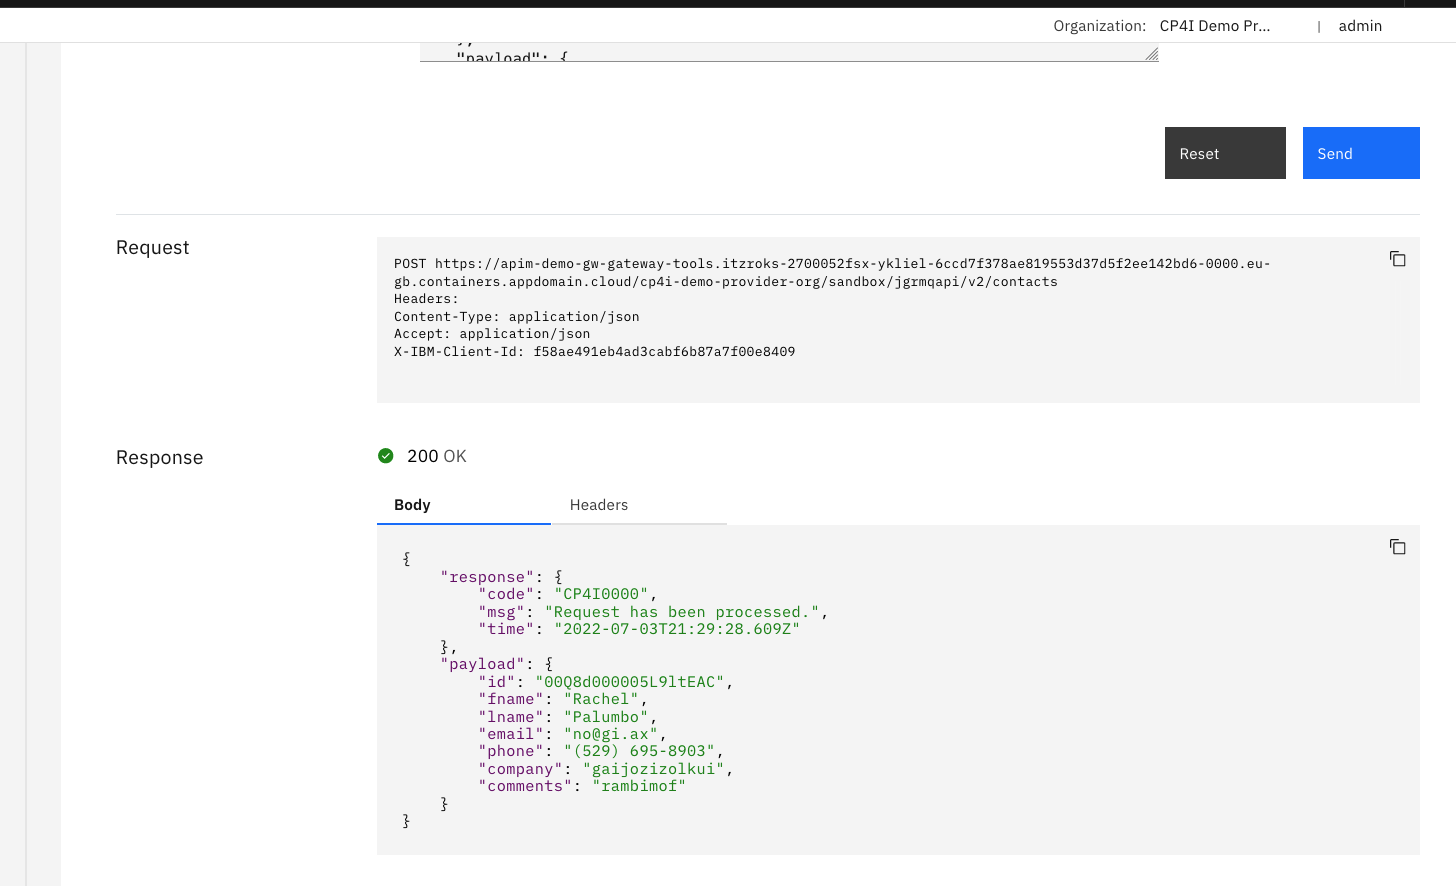 Organization: CP4I Demo Pr... | admin
"payload": {
Reset
Send
Request
POST https://apim-demo-gw-gateway-tools.itzroks-2700052fsx-ykliel-6ccd7f378ae819553d37d5f2ee142bd6-0000.eu-
gb.containers.appdomain.cloud/cp4i-demo-provider-org/sandbox/jgrmqapi/v2/contacts
Headers:
Content-Type: application/json
Accept: application/json
X-IBM-Client-Id: f58ae491eb4ad3cabf6b87a7f00e8409
Response
200 OK
Body
Headers
{
"response": {
"code": "CP4I0000",
"msg": "Request has been processed.",
"time": "2022-07-03T21:29:28.609Z"
},
"payload": {
"id": "00Q8d000005L9ltEAC",
"fname": "Rachel",
"lname": "Palumbo",
"email": "no@gi.ax",
"phone": "(529) 695-8903",
"company": "gaijozizolkui",
"comments": "rambimof"
}
}